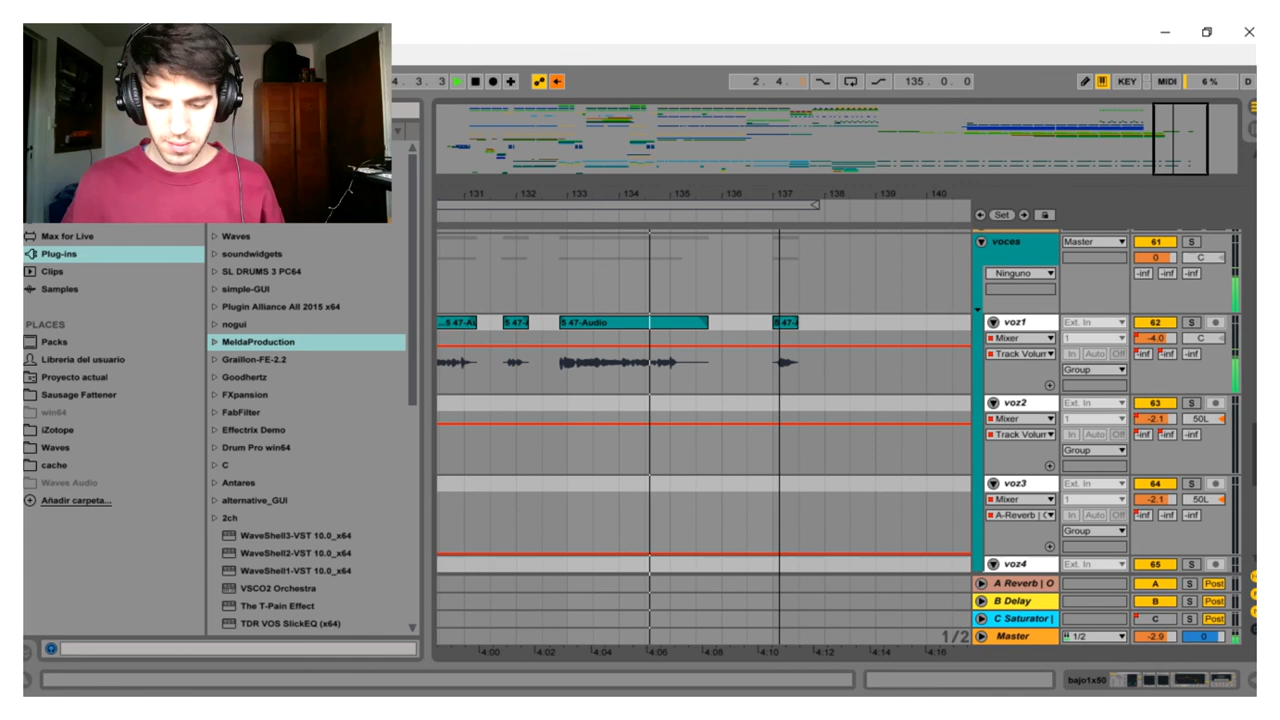 4. 3. 3
2. 4.
135. 0. 0
KEY
MIDI
6 %
D
131 132 133 134 135 136 137 138 139 140
Set
Max for Live
Plug-ins
Clips
Samples
PLACES
Packs
Librería del usuario
Proyecto actual
Sausage Fattener
win64
iZotope
Waves
cache
Waves Audio
Añadir carpeta...
Waves
soundwidgets
SL DRUMS 3 PC64
simple-GUI
Plugin Alliance All 2015 x64
nogui
MeldaProduction
Graillon-FE-2.2
Goodhertz
FXpansion
FabFilter
Effectrix Demo
Drum Pro win64
C
Antares
alternative_GUI
2ch
WaveShell3-VST 10.0_x64
WaveShell2-VST 10.0_x64
WaveShell1-VST 10.0_x64
VSCO2 Orchestra
The T-Pain Effect
TDR VOS SlickEQ (x64)
voces Master 61 S
0 C
Ninguno -inf -inf -inf
...5 47-Au 5 47-A 5 47-Audio 5 47-A
voz1 Ext. In 62 S
Mixer 1 -4.0 C
Track Volum In Auto Off -inf -inf -inf
Group
voz2 Ext. In 63 S
Mixer 1 -2.1 50L
Track Volum In Auto Off -inf -inf -inf
Group
voz3 Ext. In 64 S
Mixer 1 -2.1 50L
A-Reverb | C In Auto Off -inf -inf -inf
Group
voz4 Ext. In 65 S
A Reverb | O A S Post
B Delay B S Post
C Saturator | C S Post
1/2 Master 1/2 -2.9 0
4:00 4:02 4:04 4:06 4:08 4:10 4:12 4:14 4:16
bajo1x50